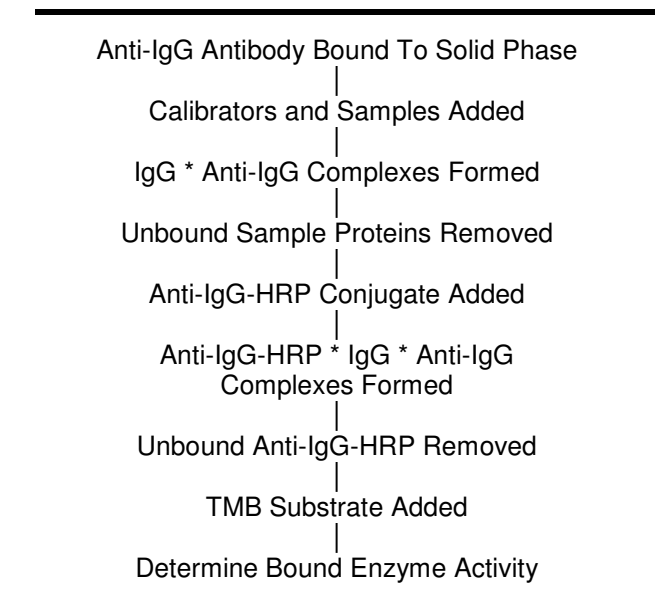 Anti-IgG Antibody Bound To Solid Phase
Calibrators and Samples Added
IgG * Anti-IgG Complexes Formed
Unbound Sample Proteins Removed
Anti-IgG-HRP Conjugate Added
Anti-IgG-HRP * IgG * Anti-IgG
Complexes Formed
Unbound Anti-IgG-HRP Removed
TMB Substrate Added
Determine Bound Enzyme Activity